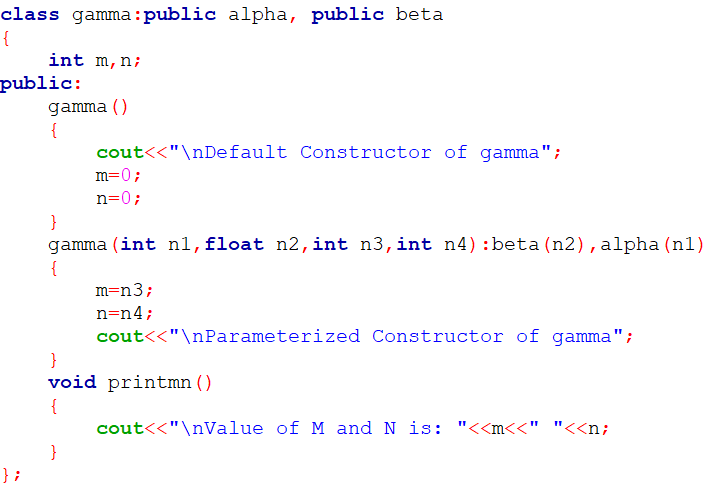 class gamma:public alpha, public beta
{
    int m,n;
public:
    gamma()
    {
        cout<<"\nDefault Constructor of gamma";
        m=0;
        n=0;
    }
    gamma(int n1,float n2,int n3,int n4):beta(n2),alpha(n1)
    {
        m=n3;
        n=n4;
        cout<<"\nParameterized Constructor of gamma";
    }
    void printmn()
    {
        cout<<"\nValue of M and N is: "<<m<<" "<<n;
    }
};